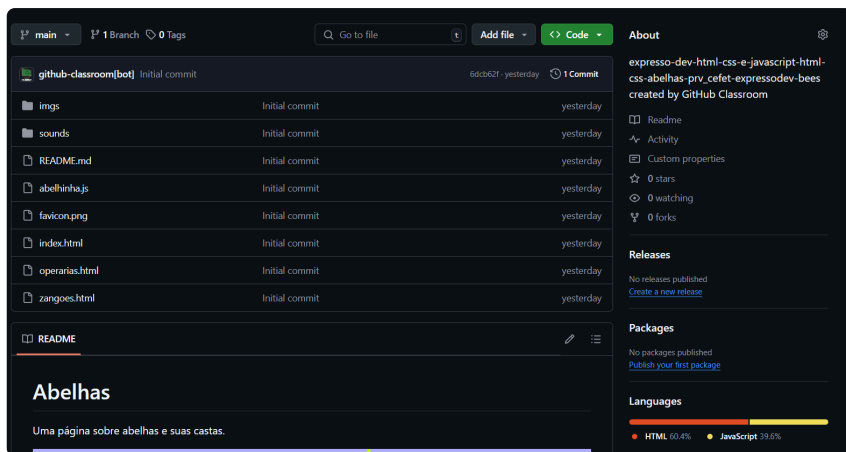 main 1 Branch 0 Tags Go to file t Add file Code
github-classroom[bot] Initial commit 6dcb62f · yesterday 1 Commit
imgs Initial commit yesterday
sounds Initial commit yesterday
README.md Initial commit yesterday
abelhinha.js Initial commit yesterday
favicon.png Initial commit yesterday
index.html Initial commit yesterday
operarias.html Initial commit yesterday
zangoes.html Initial commit yesterday
README
Abelhas
Uma página sobre abelhas e suas castas.
About
expresso-dev-html-css-e-javascript-html-
css-abelhas-prv_cefet-expressodev-bees
created by GitHub Classroom
Readme
Activity
Custom properties
0 stars
0 watching
0 forks
Releases
No releases published
Create a new release
Packages
No packages published
Publish your first package
Languages
HTML 60.4% JavaScript 39.6%